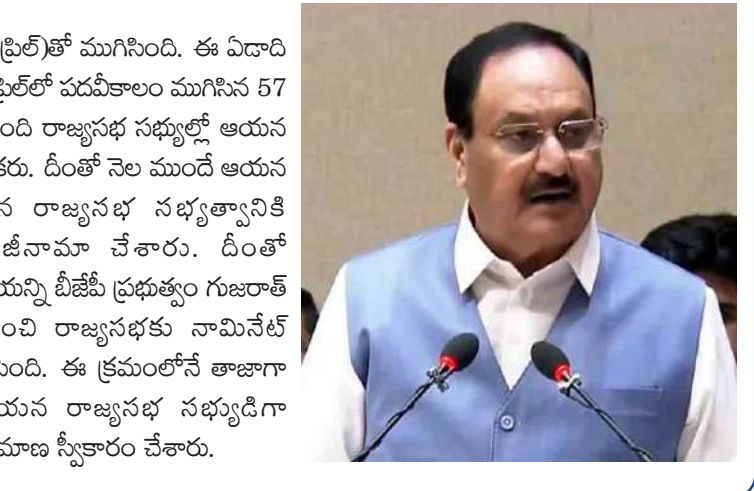 ప్రిల్)తో ముగిసింది. ఈ ఏడాది
ప్రిల్‌లో పదవీకాలం ముగిసిన 57
ంది రాజ్యసభ సభ్యుల్లో ఆయన
కరు. దీంతో నెల ముందే ఆయన
న రాజ్యసభ సభ్యత్వానికి
జీనామా చేశారు. దీంతో
యన్ని బీజేపీ ప్రభుత్వం గుజరాత్
ంచి రాజ్యసభకు నామినేట్
సింది. ఈ క్రమంలోనే తాజాగా
యన రాజ్యసభ సభ్యుడిగా
మాణ స్వీకారం చేశారు.